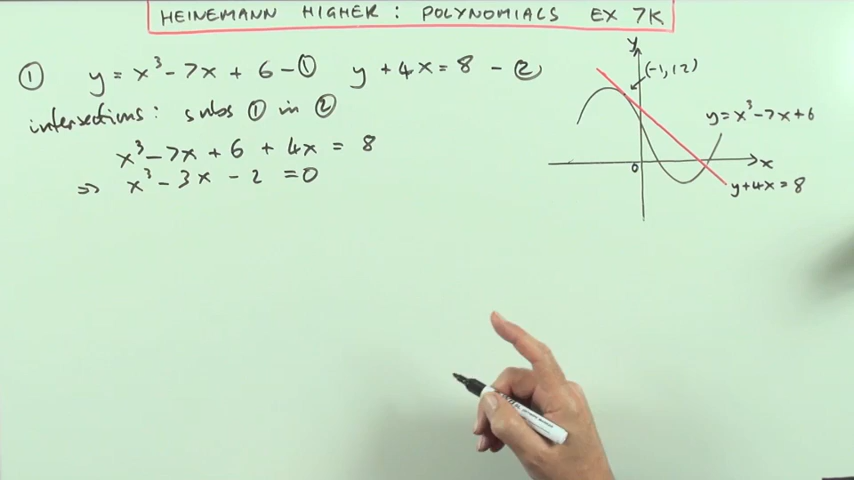 HEINEMANN HIGHER : POLYNOMIALS EX 7K
① y = x³ - 7x + 6 - ① y + 4x = 8 - ②
intersections: subs ① in ②
x³ - 7x + 6 + 4x = 8
⇒ x³ - 3x - 2 = 0
y
(-1,12)
y = x³ - 7x + 6
x
0
y + 4x = 8